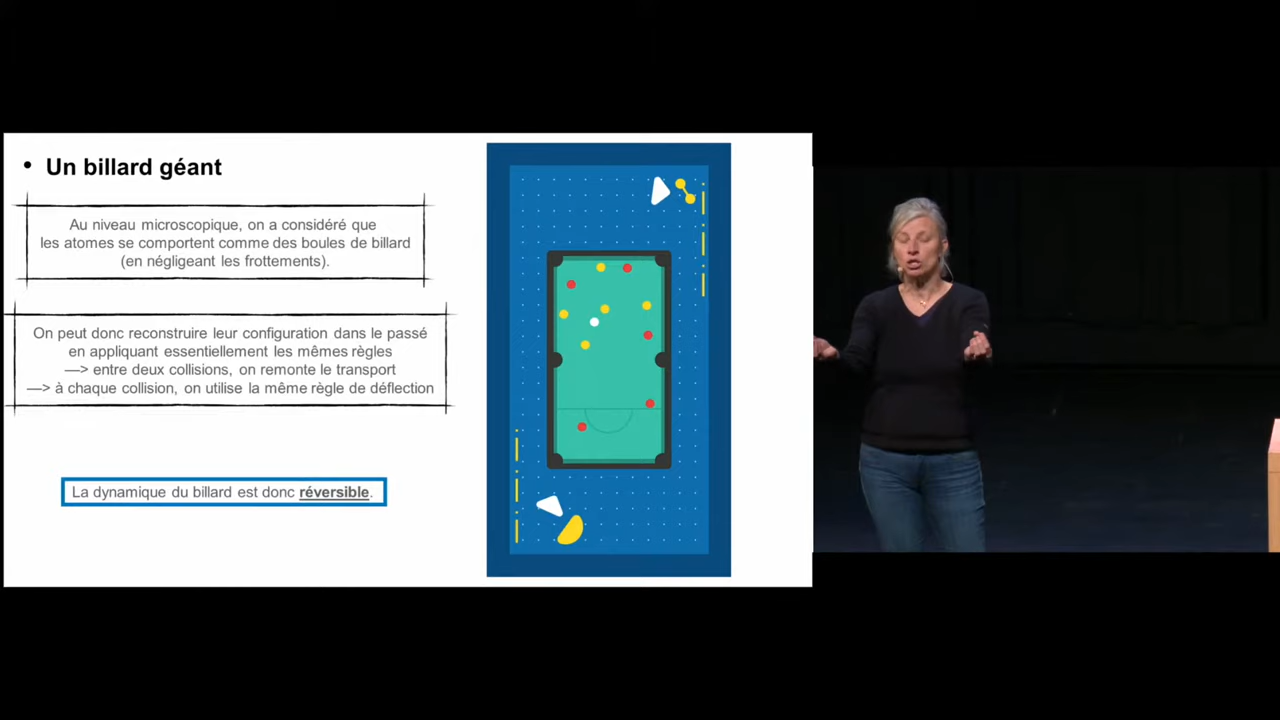 • Un billard géant
Au niveau microscopique, on a considéré que
les atomes se comportent comme des boules de billard
(en négligeant les frottements).
On peut donc reconstruire leur configuration dans le passé
en appliquant essentiellement les mêmes règles
—> entre deux collisions, on remonte le transport
—> à chaque collision, on utilise la même règle de déflection
La dynamique du billard est donc réversible.